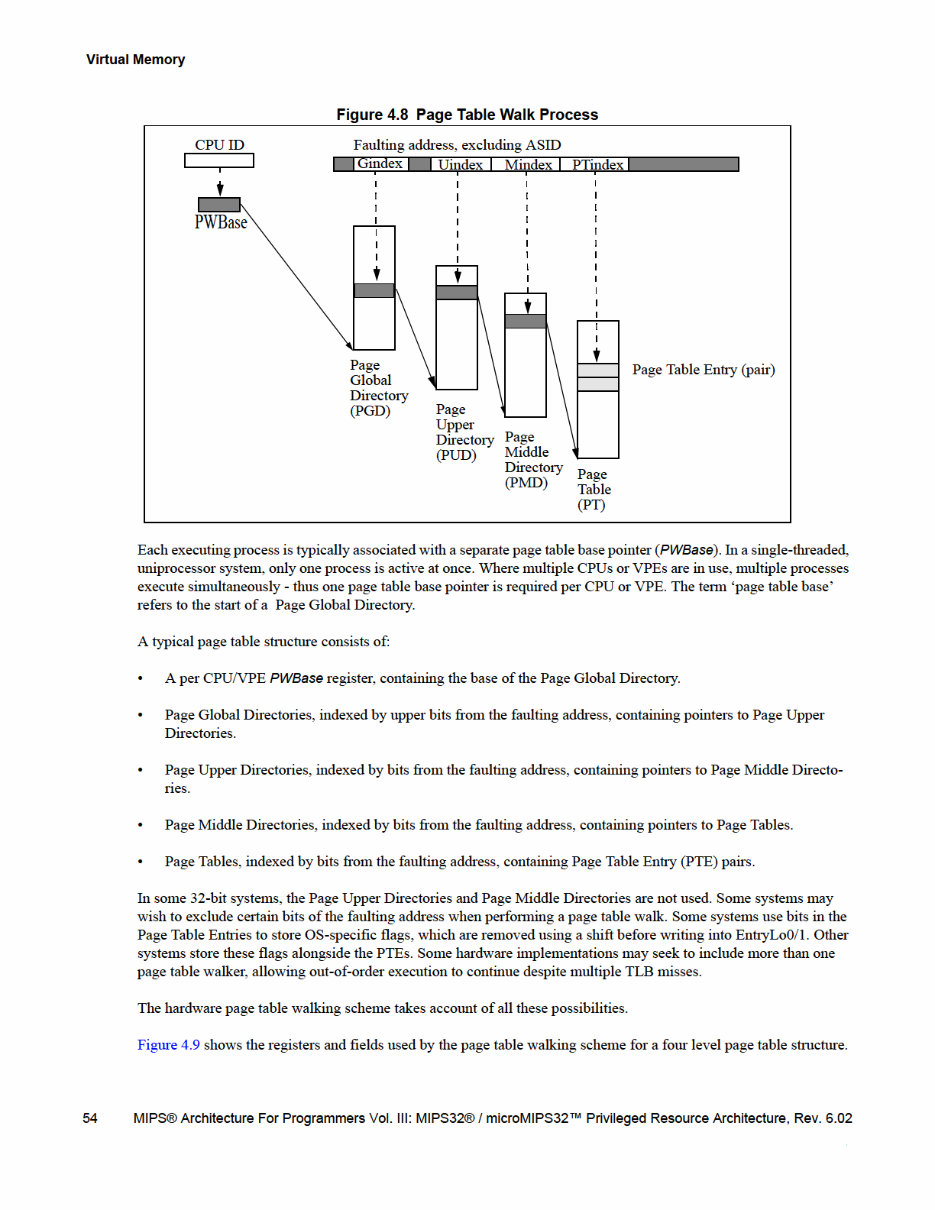 Virtual Memory
Figure 4.8 Page Table Walk Process
CPU ID
Faulting address, excluding ASID
Gindex
Uindex
Mindex
PTindex
PWBase
Page
Global
Directory
(PGD)
Page
Upper
Directory
(PUD)
Page
Middle
Directory
(PMD)
Page
Table
(PT)
Page Table Entry (pair)
Each executing process is typically associated with a separate page table base pointer (PWBase). In a single-threaded,
uniprocessor system, only one process is active at once. Where multiple CPUs or VPEs are in use, multiple processes
execute simultaneously - thus one page table base pointer is required per CPU or VPE. The term ‘page table base’
refers to the start of a Page Global Directory.
A typical page table structure consists of:
• A per CPU/VPE PWBase register, containing the base of the Page Global Directory.
• Page Global Directories, indexed by upper bits from the faulting address, containing pointers to Page Upper
Directories.
• Page Upper Directories, indexed by bits from the faulting address, containing pointers to Page Middle Directo-
ries.
• Page Middle Directories, indexed by bits from the faulting address, containing pointers to Page Tables.
• Page Tables, indexed by bits from the faulting address, containing Page Table Entry (PTE) pairs.
In some 32-bit systems, the Page Upper Directories and Page Middle Directories are not used. Some systems may
wish to exclude certain bits of the faulting address when performing a page table walk. Some systems use bits in the
Page Table Entries to store OS-specific flags, which are removed using a shift before writing into EntryLo0/1. Other
systems store these flags alongside the PTEs. Some hardware implementations may seek to include more than one
page table walker, allowing out-of-order execution to continue despite multiple TLB misses.
The hardware page table walking scheme takes account of all these possibilities.
Figure 4.9 shows the registers and fields used by the page table walking scheme for a four level page table structure.
54 MIPS® Architecture For Programmers Vol. III: MIPS32® / microMIPS32™ Privileged Resource Architecture, Rev. 6.02